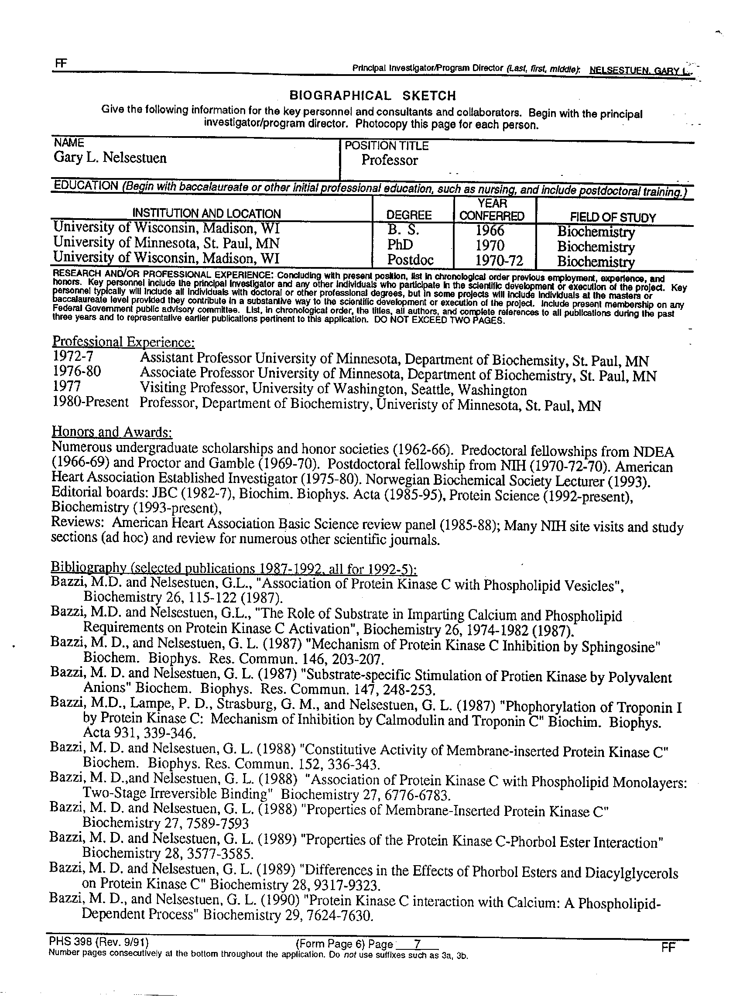 FF
Principal Investigator/Program Director (Last, first, middle): NELSESTUEN, GARY L.
BIOGRAPHICAL SKETCH
Give the following information for the key personnel and consultants and collaborators. Begin with the principal
investigator/program director. Photocopy this page for each person.
NAME
POSITION TITLE
Gary L. Nelsestuen
Professor
EDUCATION (Begin with baccalaureate or other initial professional education, such as nursing, and include postdoctoral training.)
INSTITUTION AND LOCATION DEGREE YEAR CONFERRED FIELD OF STUDY
University of Wisconsin, Madison, WI B. S. 1966 Biochemistry
University of Minnesota, St. Paul, MN PhD 1970 Biochemistry
University of Wisconsin, Madison, WI Postdoc 1970-72 Biochemistry
RESEARCH AND/OR PROFESSIONAL EXPERIENCE: Concluding with present position, list in chronological order previous employment, experience, and
honors. Key personnel include the principal investigator and any other individuals who participate in the scientific development or execution of the project. Key
personnel typically will include all individuals with doctoral or other professional degrees, but in some projects will include individuals at the masters or
baccalaureate level provided they contribute in a substantive way to the scientific development or execution of the project. Include present membership on any
Federal Government public advisory committee. List, in chronological order, the titles, all authors, and complete references to all publications during the past
three years and to representative earlier publications pertinent to this application. DO NOT EXCEED TWO PAGES.
Professional Experience:
1972-7 Assistant Professor University of Minnesota, Department of Biochemsity, St. Paul, MN
1976-80 Associate Professor University of Minnesota, Department of Biochemistry, St. Paul, MN
1977 Visiting Professor, University of Washington, Seattle, Washington
1980-Present Professor, Department of Biochemistry, Univeristy of Minnesota, St. Paul, MN
Honors and Awards:
Numerous undergraduate scholarships and honor societies (1962-66). Predoctoral fellowships from NDEA
(1966-69) and Proctor and Gamble (1969-70). Postdoctoral fellowship from NIH (1970-72-70). American
Heart Association Established Investigator (1975-80). Norwegian Biochemical Society Lecturer (1993).
Editorial boards: JBC (1982-7), Biochim. Biophys. Acta (1985-95), Protein Science (1992-present),
Biochemistry (1993-present),
Reviews: American Heart Association Basic Science review panel (1985-88); Many NIH site visits and study
sections (ad hoc) and review for numerous other scientific journals.
Bibliography (selected publications 1987-1992, all for 1992-5):
Bazzi, M.D. and Nelsestuen, G.L., "Association of Protein Kinase C with Phospholipid Vesicles",
Biochemistry 26, 115-122 (1987).
Bazzi, M.D. and Nelsestuen, G.L., "The Role of Substrate in Imparting Calcium and Phospholipid
Requirements on Protein Kinase C Activation", Biochemistry 26, 1974-1982 (1987).
Bazzi, M. D., and Nelsestuen, G. L. (1987) "Mechanism of Protein Kinase C Inhibition by Sphingosine"
Biochem. Biophys. Res. Commun. 146, 203-207.
Bazzi, M. D. and Nelsestuen, G. L. (1987) "Substrate-specific Stimulation of Protien Kinase by Polyvalent
Anions" Biochem. Biophys. Res. Commun. 147, 248-253.
Bazzi, M.D., Lampe, P. D., Strasburg, G. M., and Nelsestuen, G. L. (1987) "Phophorylation of Troponin I
by Protein Kinase C: Mechanism of Inhibition by Calmodulin and Troponin C" Biochim. Biophys.
Acta 931, 339-346.
Bazzi, M. D. and Nelsestuen, G. L. (1988) "Constitutive Activity of Membrane-inserted Protein Kinase C"
Biochem. Biophys. Res. Commun. 152, 336-343.
Bazzi, M. D.,and Nelsestuen, G. L. (1988) "Association of Protein Kinase C with Phospholipid Monolayers:
Two-Stage Irreversible Binding" Biochemistry 27, 6776-6783.
Bazzi, M. D. and Nelsestuen, G. L. (1988) "Properties of Membrane-Inserted Protein Kinase C"
Biochemistry 27, 7589-7593
Bazzi, M. D. and Nelsestuen, G. L. (1989) "Properties of the Protein Kinase C-Phorbol Ester Interaction"
Biochemistry 28, 3577-3585.
Bazzi, M. D. and Nelsestuen, G. L. (1989) "Differences in the Effects of Phorbol Esters and Diacylglycerols
on Protein Kinase C" Biochemistry 28, 9317-9323.
Bazzi, M. D., and Nelsestuen, G. L. (1990) "Protein Kinase C interaction with Calcium: A Phospholipid-
Dependent Process" Biochemistry 29, 7624-7630.
PHS 398 (Rev. 9/91) (Form Page 6) Page 7 FF
Number pages consecutively at the bottom throughout the application. Do not use suffixes such as 3a, 3b.